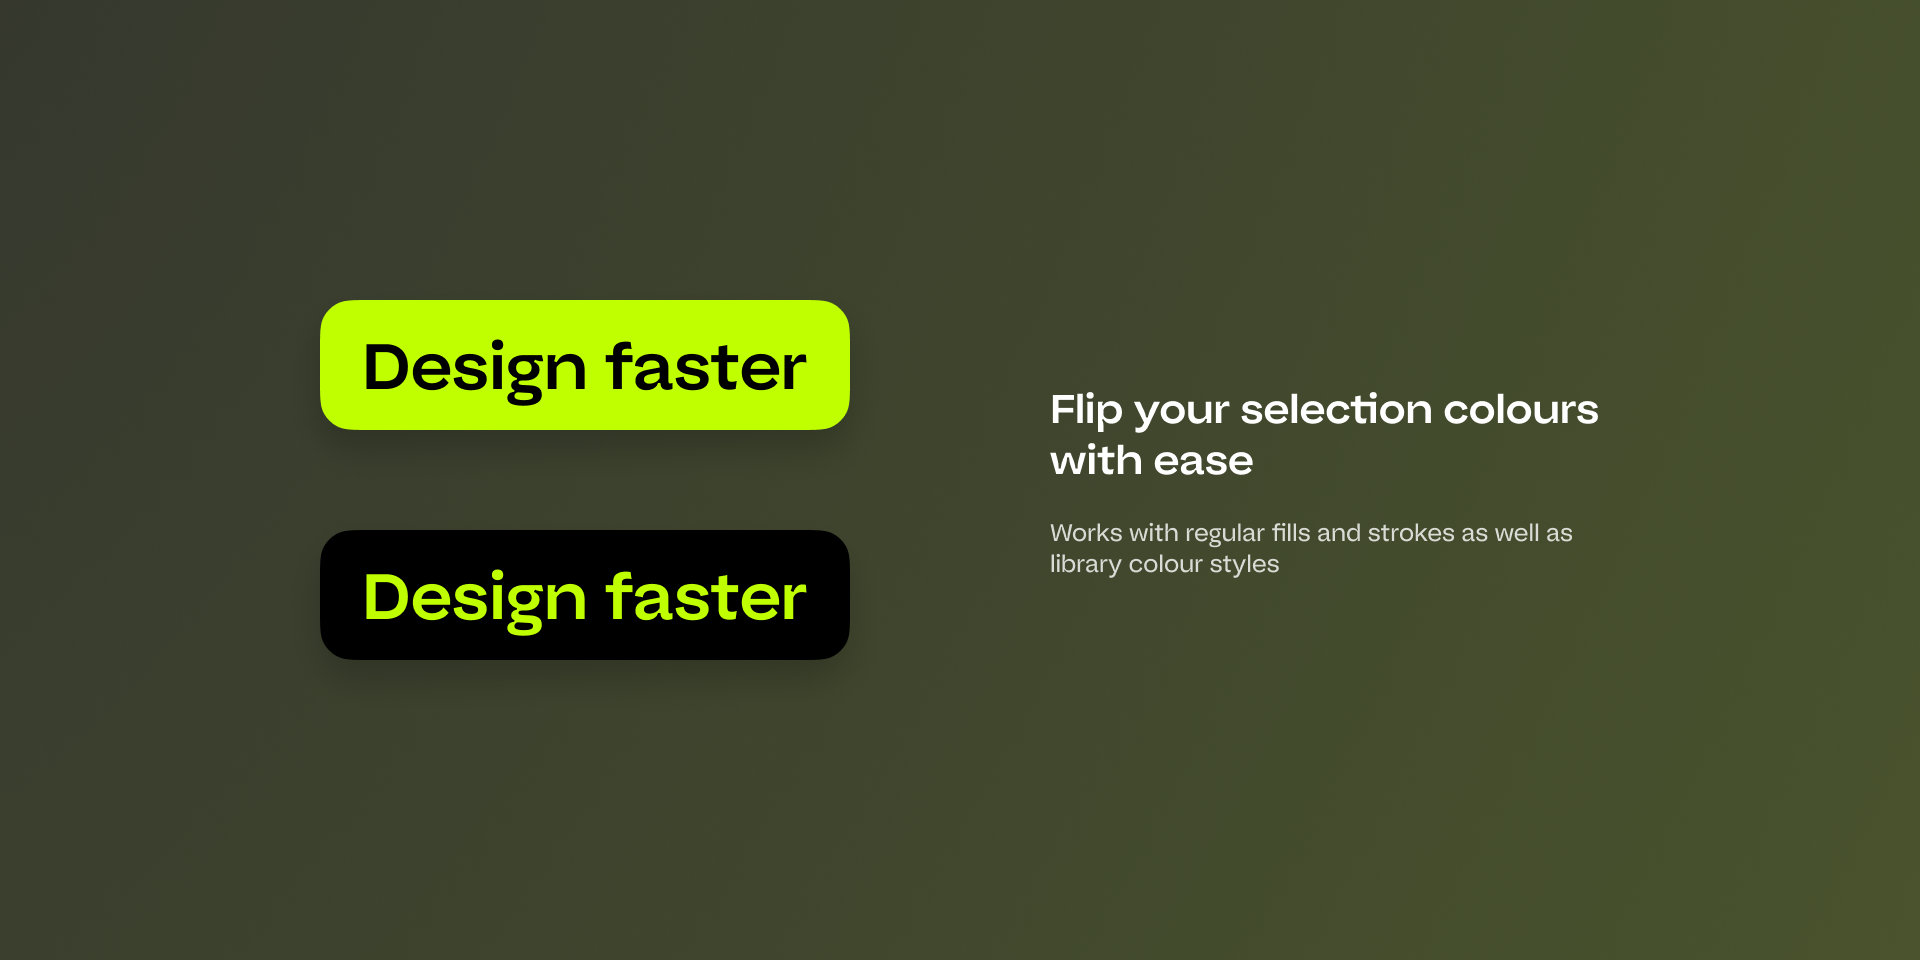 Design faster
Design faster
Flip your selection colours
with ease
Works with regular fills and strokes as well as
library colour styles